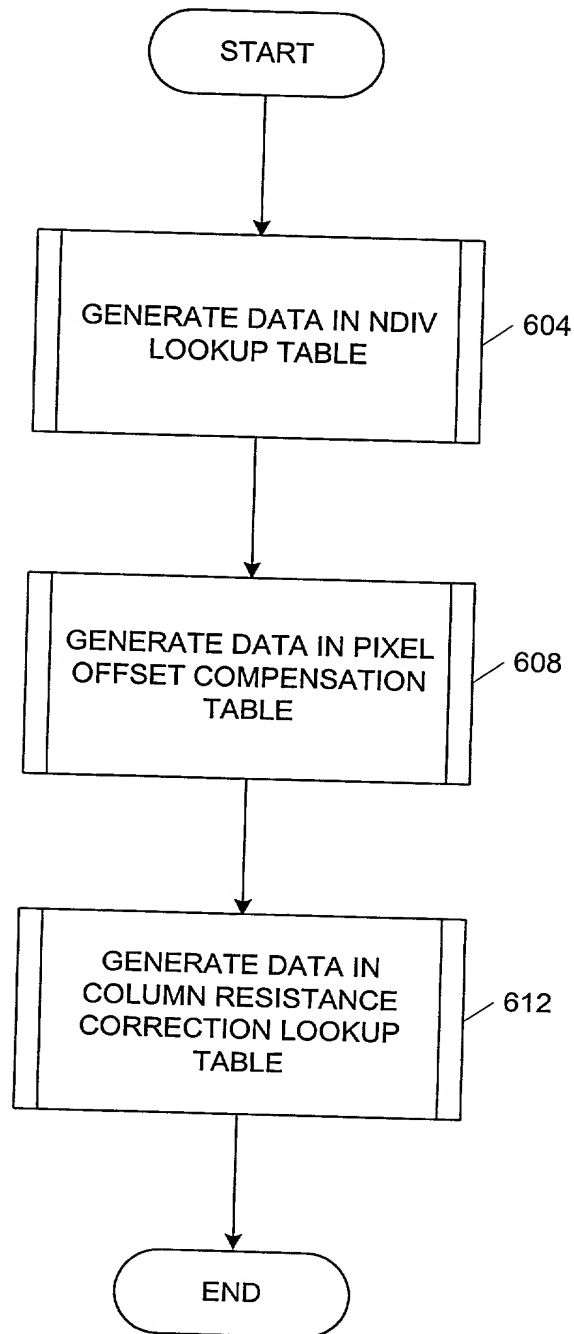 START
GENERATE DATA IN NDIV
LOOKUP TABLE
604
GENERATE DATA IN PIXEL
OFFSET COMPENSATION
TABLE
608
GENERATE DATA IN
COLUMN RESISTANCE
CORRECTION LOOKUP
TABLE
612
END